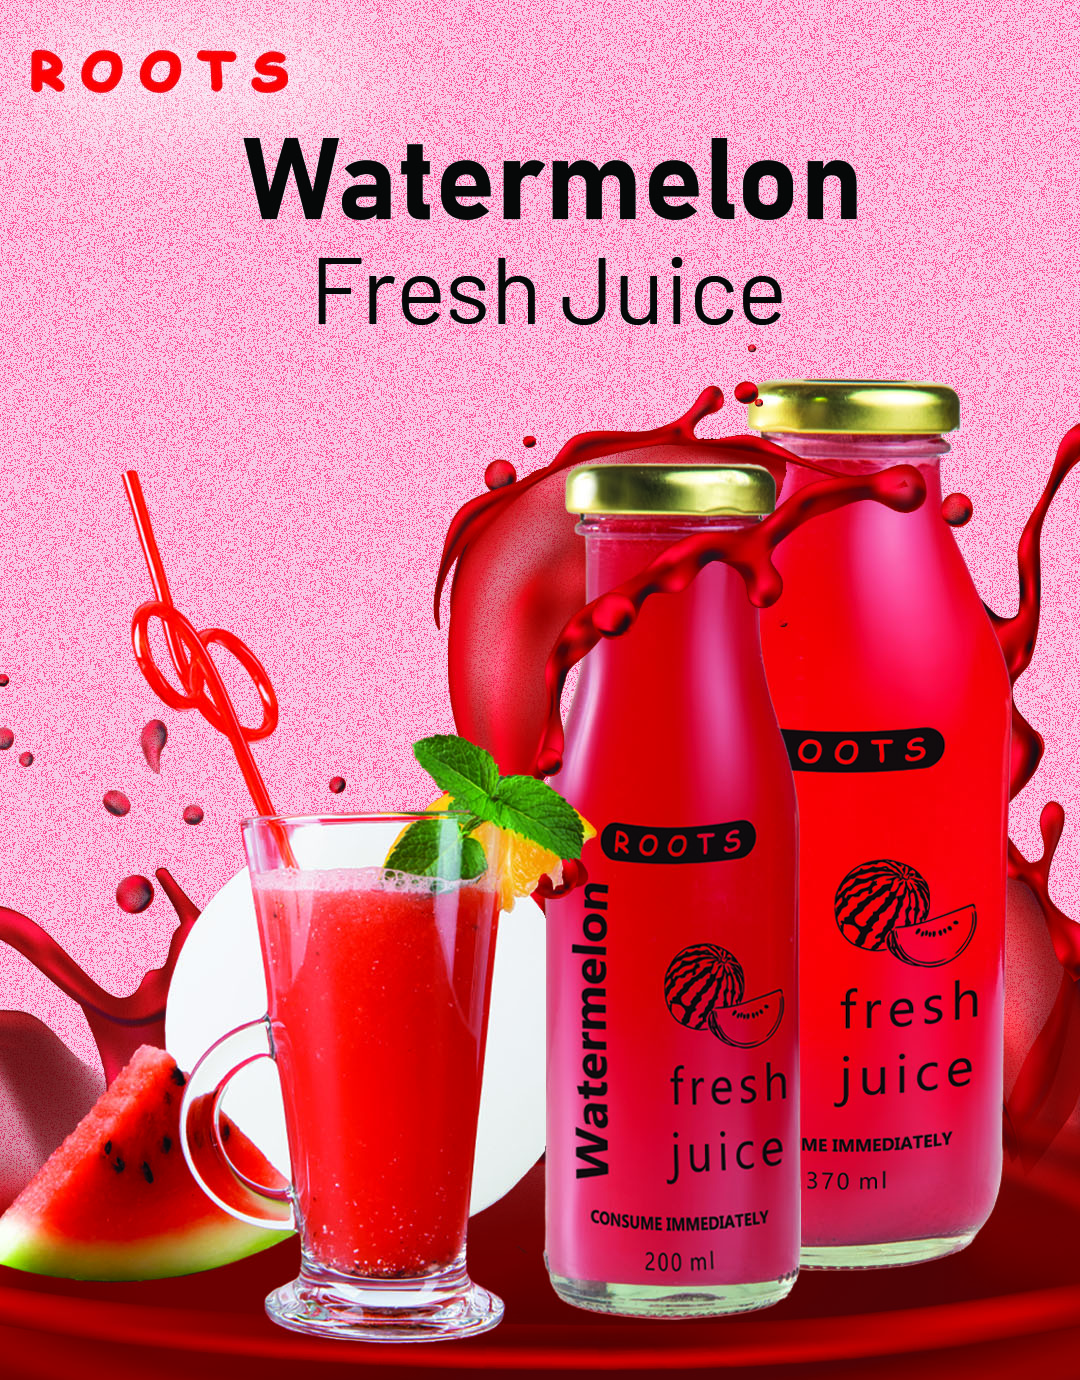 ROOTS
Watermelon
Fresh Juice
ROOTS
Watermelon
fresh
juice
CONSUME IMMEDIATELY
200 ml
OOTS
fresh
juice
ME IMMEDIATELY
370 ml